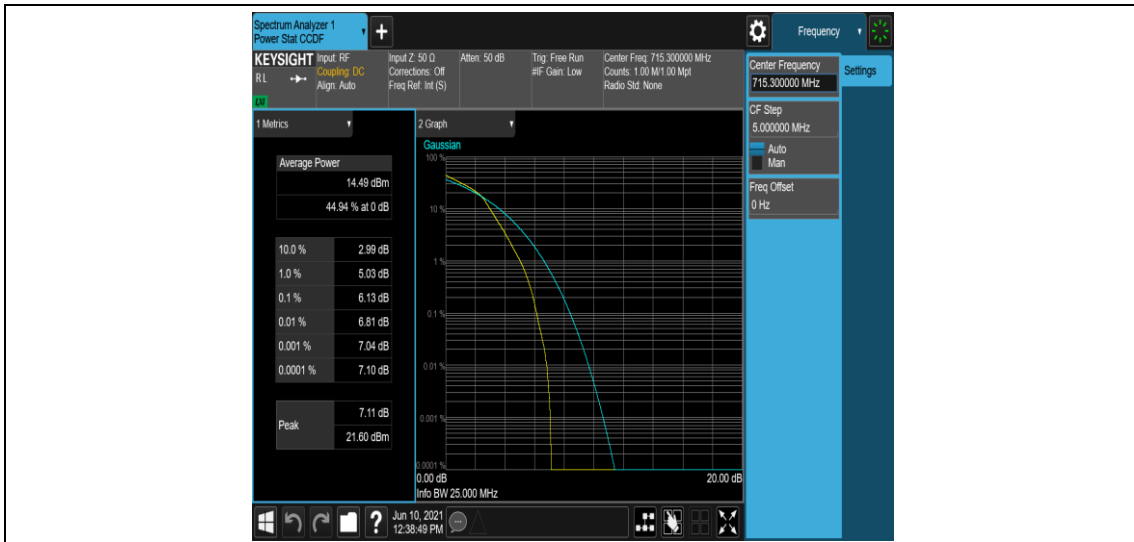 Spectrum Analyzer 1
Power Stat CCDF
Frequency
KEYSIGHT
RL
LXI
Input: RF
Coupling: DC
Align: Auto
Input Z: 50 Ω
Corrections: Off
Freq Ref: Int (S)
Atten: 50 dB
Trig: Free Run
#IF Gain: Low
Center Freq: 715.300000 MHz
Counts: 1.00 M/1.00 Mpt
Radio Std: None
Center Frequency
715.300000 MHz
Settings
CF Step
5.000000 MHz
Auto
Man
Freq Offset
0 Hz
1 Metrics
Average Power
14.49 dBm
44.94 % at 0 dB
10.0 % 2.99 dB
1.0 % 5.03 dB
0.1 % 6.13 dB
0.01 % 6.81 dB
0.001 % 7.04 dB
0.0001 % 7.10 dB
Peak
7.11 dB
21.60 dBm
2 Graph
Gaussian
100 %
10 %
1 %
0.1 %
0.01 %
0.001 %
0.0001 %
0.00 dB 20.00 dB
Info BW 25.000 MHz
?
Jun 10, 2021
12:38:49 PM